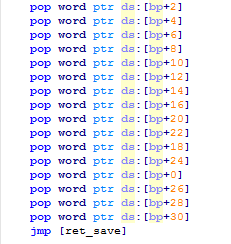 pop word ptr ds:[bp+2]
pop word ptr ds:[bp+4]
pop word ptr ds:[bp+6]
pop word ptr ds:[bp+8]
pop word ptr ds:[bp+10]
pop word ptr ds:[bp+12]
pop word ptr ds:[bp+14]
pop word ptr ds:[bp+16]
pop word ptr ds:[bp+20]
pop word ptr ds:[bp+22]
pop word ptr ds:[bp+18]
pop word ptr ds:[bp+24]
pop word ptr ds:[bp+0]
pop word ptr ds:[bp+26]
pop word ptr ds:[bp+28]
pop word ptr ds:[bp+30]
jmp [ret_save]